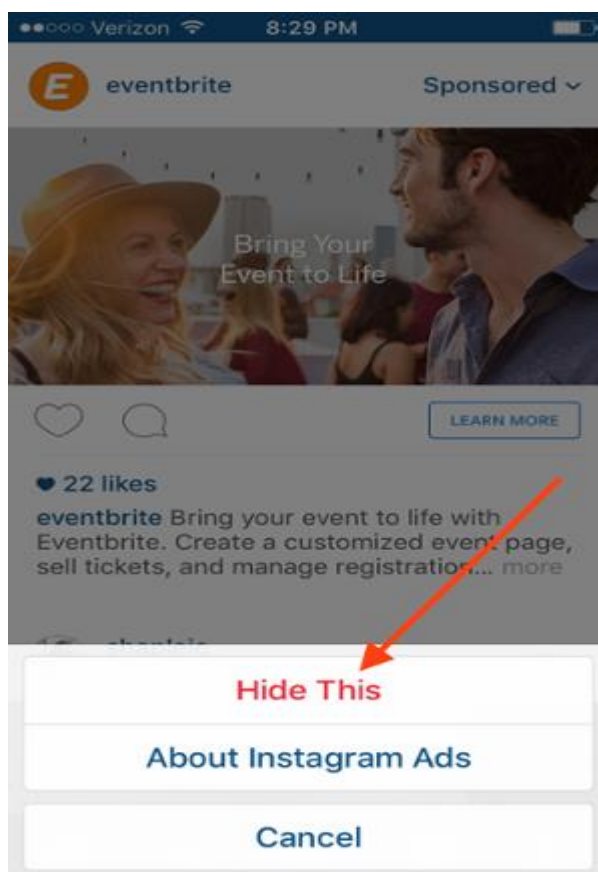 Verizon 8:29 PM
E eventbrite Sponsored
Bring Your
Event to Life
LEARN MORE
22 likes
eventbrite Bring your event to life with
Eventbrite. Create a customized event page,
sell tickets, and manage registration... more
Hide This
About Instagram Ads
Cancel